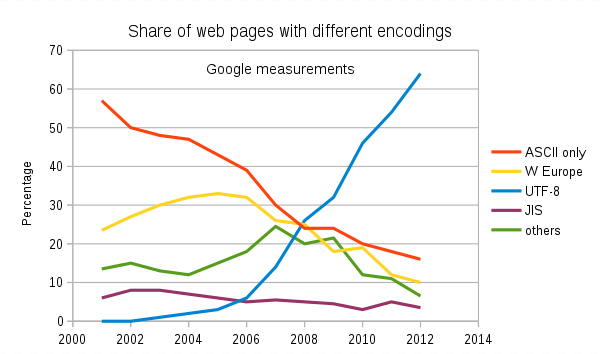 Share of web pages with different encodings
Google measurements
Percentage
70
60
50
40
30
20
10
0
2000 2002 2004 2006 2008 2010 2012 2014
ASCII only
W Europe
UTF-8
JIS
others